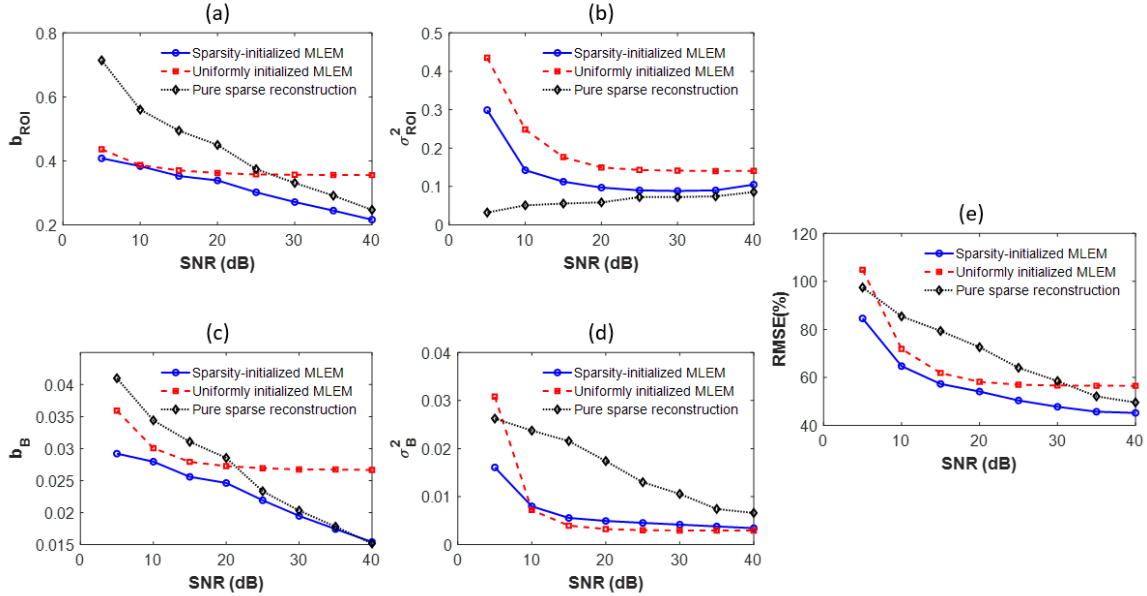 (a)
0.8
0.6
0.4
0.2
0
10
20
30
40
b_ROI
SNR (dB)
Sparsity-initialized MLEM
Uniformly initialized MLEM
Pure sparse reconstruction
(b)
0.5
0.4
0.3
0.2
0.1
0
0
10
20
30
40
σ²_ROI
SNR (dB)
Sparsity-initialized MLEM
Uniformly initialized MLEM
Pure sparse reconstruction
(c)
0.04
0.035
0.03
0.025
0.02
0.015
0
10
20
30
40
b_B
SNR (dB)
Sparsity-initialized MLEM
Uniformly initialized MLEM
Pure sparse reconstruction
(d)
0.04
0.03
0.02
0.01
0
0
10
20
30
40
σ²_B
SNR (dB)
Sparsity-initialized MLEM
Uniformly initialized MLEM
Pure sparse reconstruction
(e)
120
100
80
60
40
0
10
20
30
40
RMSE(%)
SNR (dB)
Sparsity-initialized MLEM
Uniformly initialized MLEM
Pure sparse reconstruction